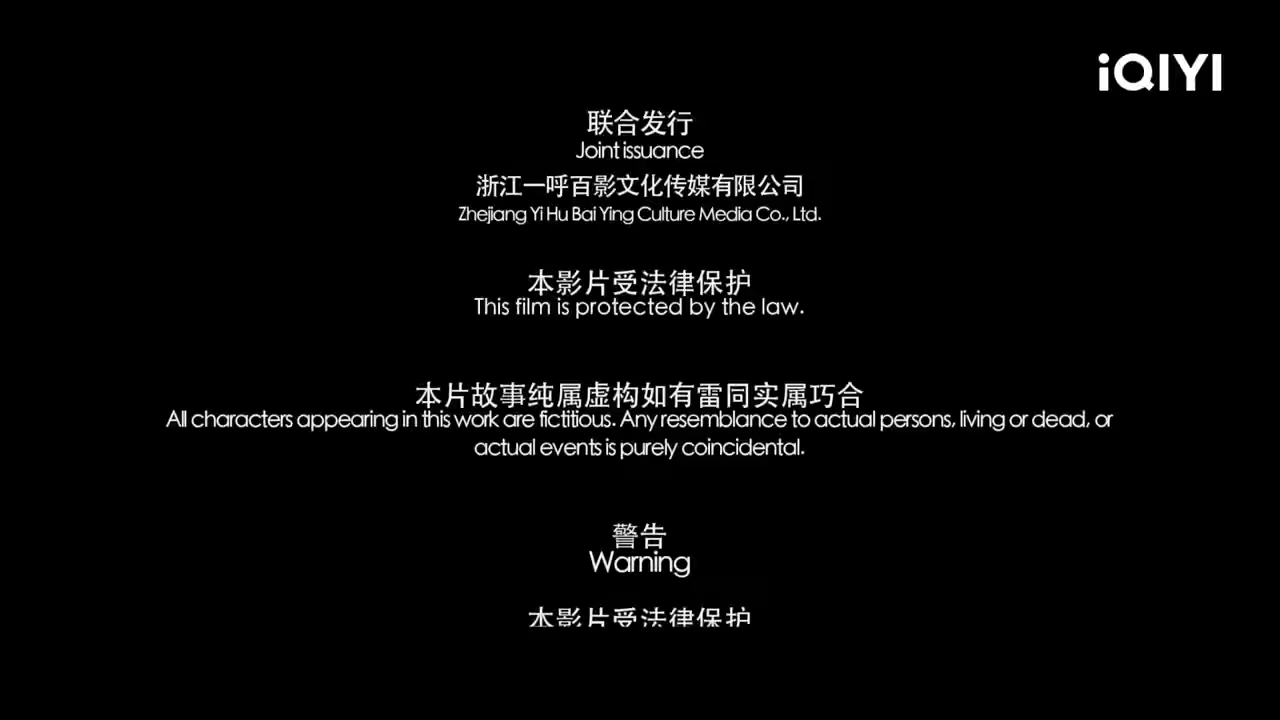 iQIYI
联合发行
Joint issuance
浙江一呼百影文化传媒有限公司
Zhejiang Yi Hu Bai Ying Culture Media Co., Ltd.
本影片受法律保护
This film is protected by the law.
本片故事纯属虚构如有雷同实属巧合
All characters appearing in this work are fictitious. Any resemblance to actual persons, living or dead, or
actual events is purely coincidental.
警告
Warning
本影片受法律保护